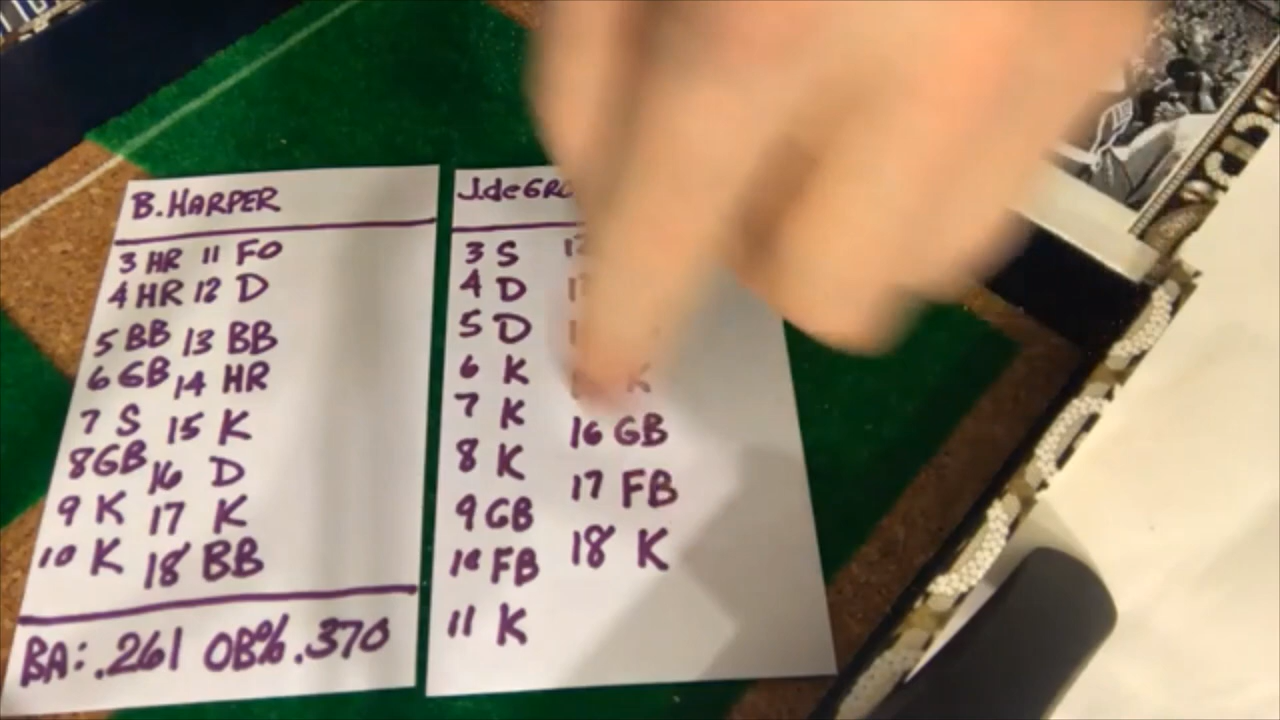 B. HARPER
3 HR 11 FO
4 HR 12 D
5 BB 13 BB
6 GB 14 HR
7 S 15 K
8 GB 16 D
9 K 17 K
10 K 18 BB
BA: .261 OB% .370
3 S
4 D
5 D
6 K K
7 K 16 GB
8 K 17 FB
9 GB 18 K
10 FB
11 K